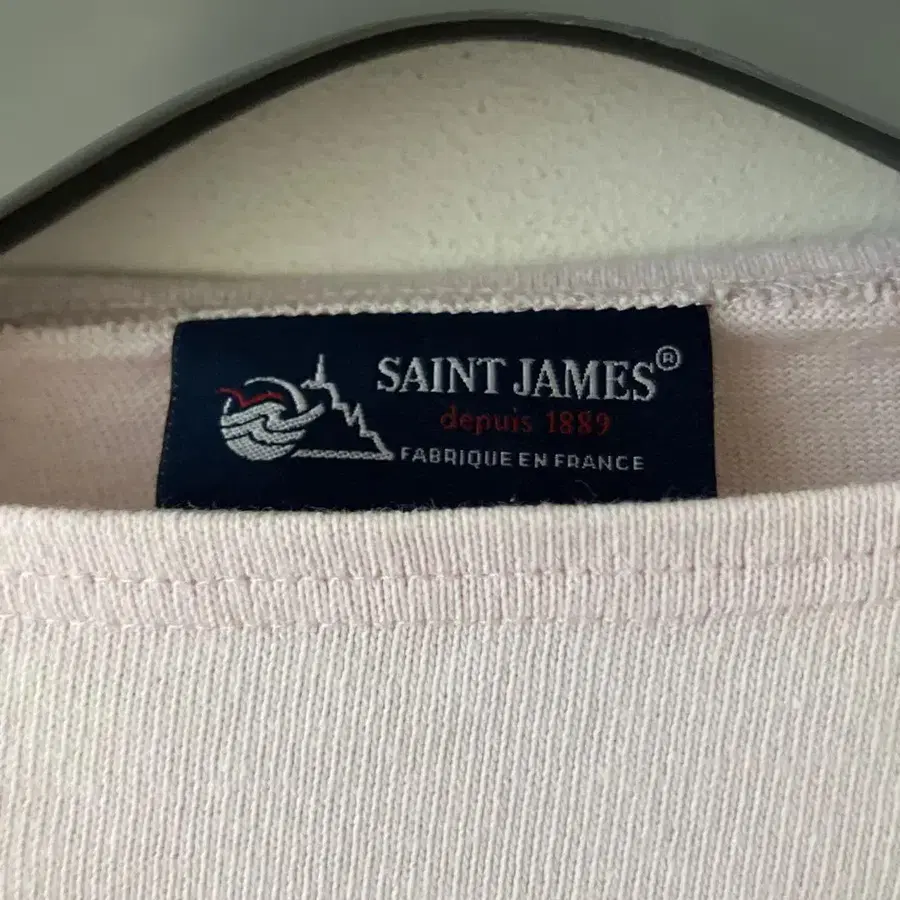 SAINT JAMES®
depuis 1889
FABRIQUE EN FRANCE